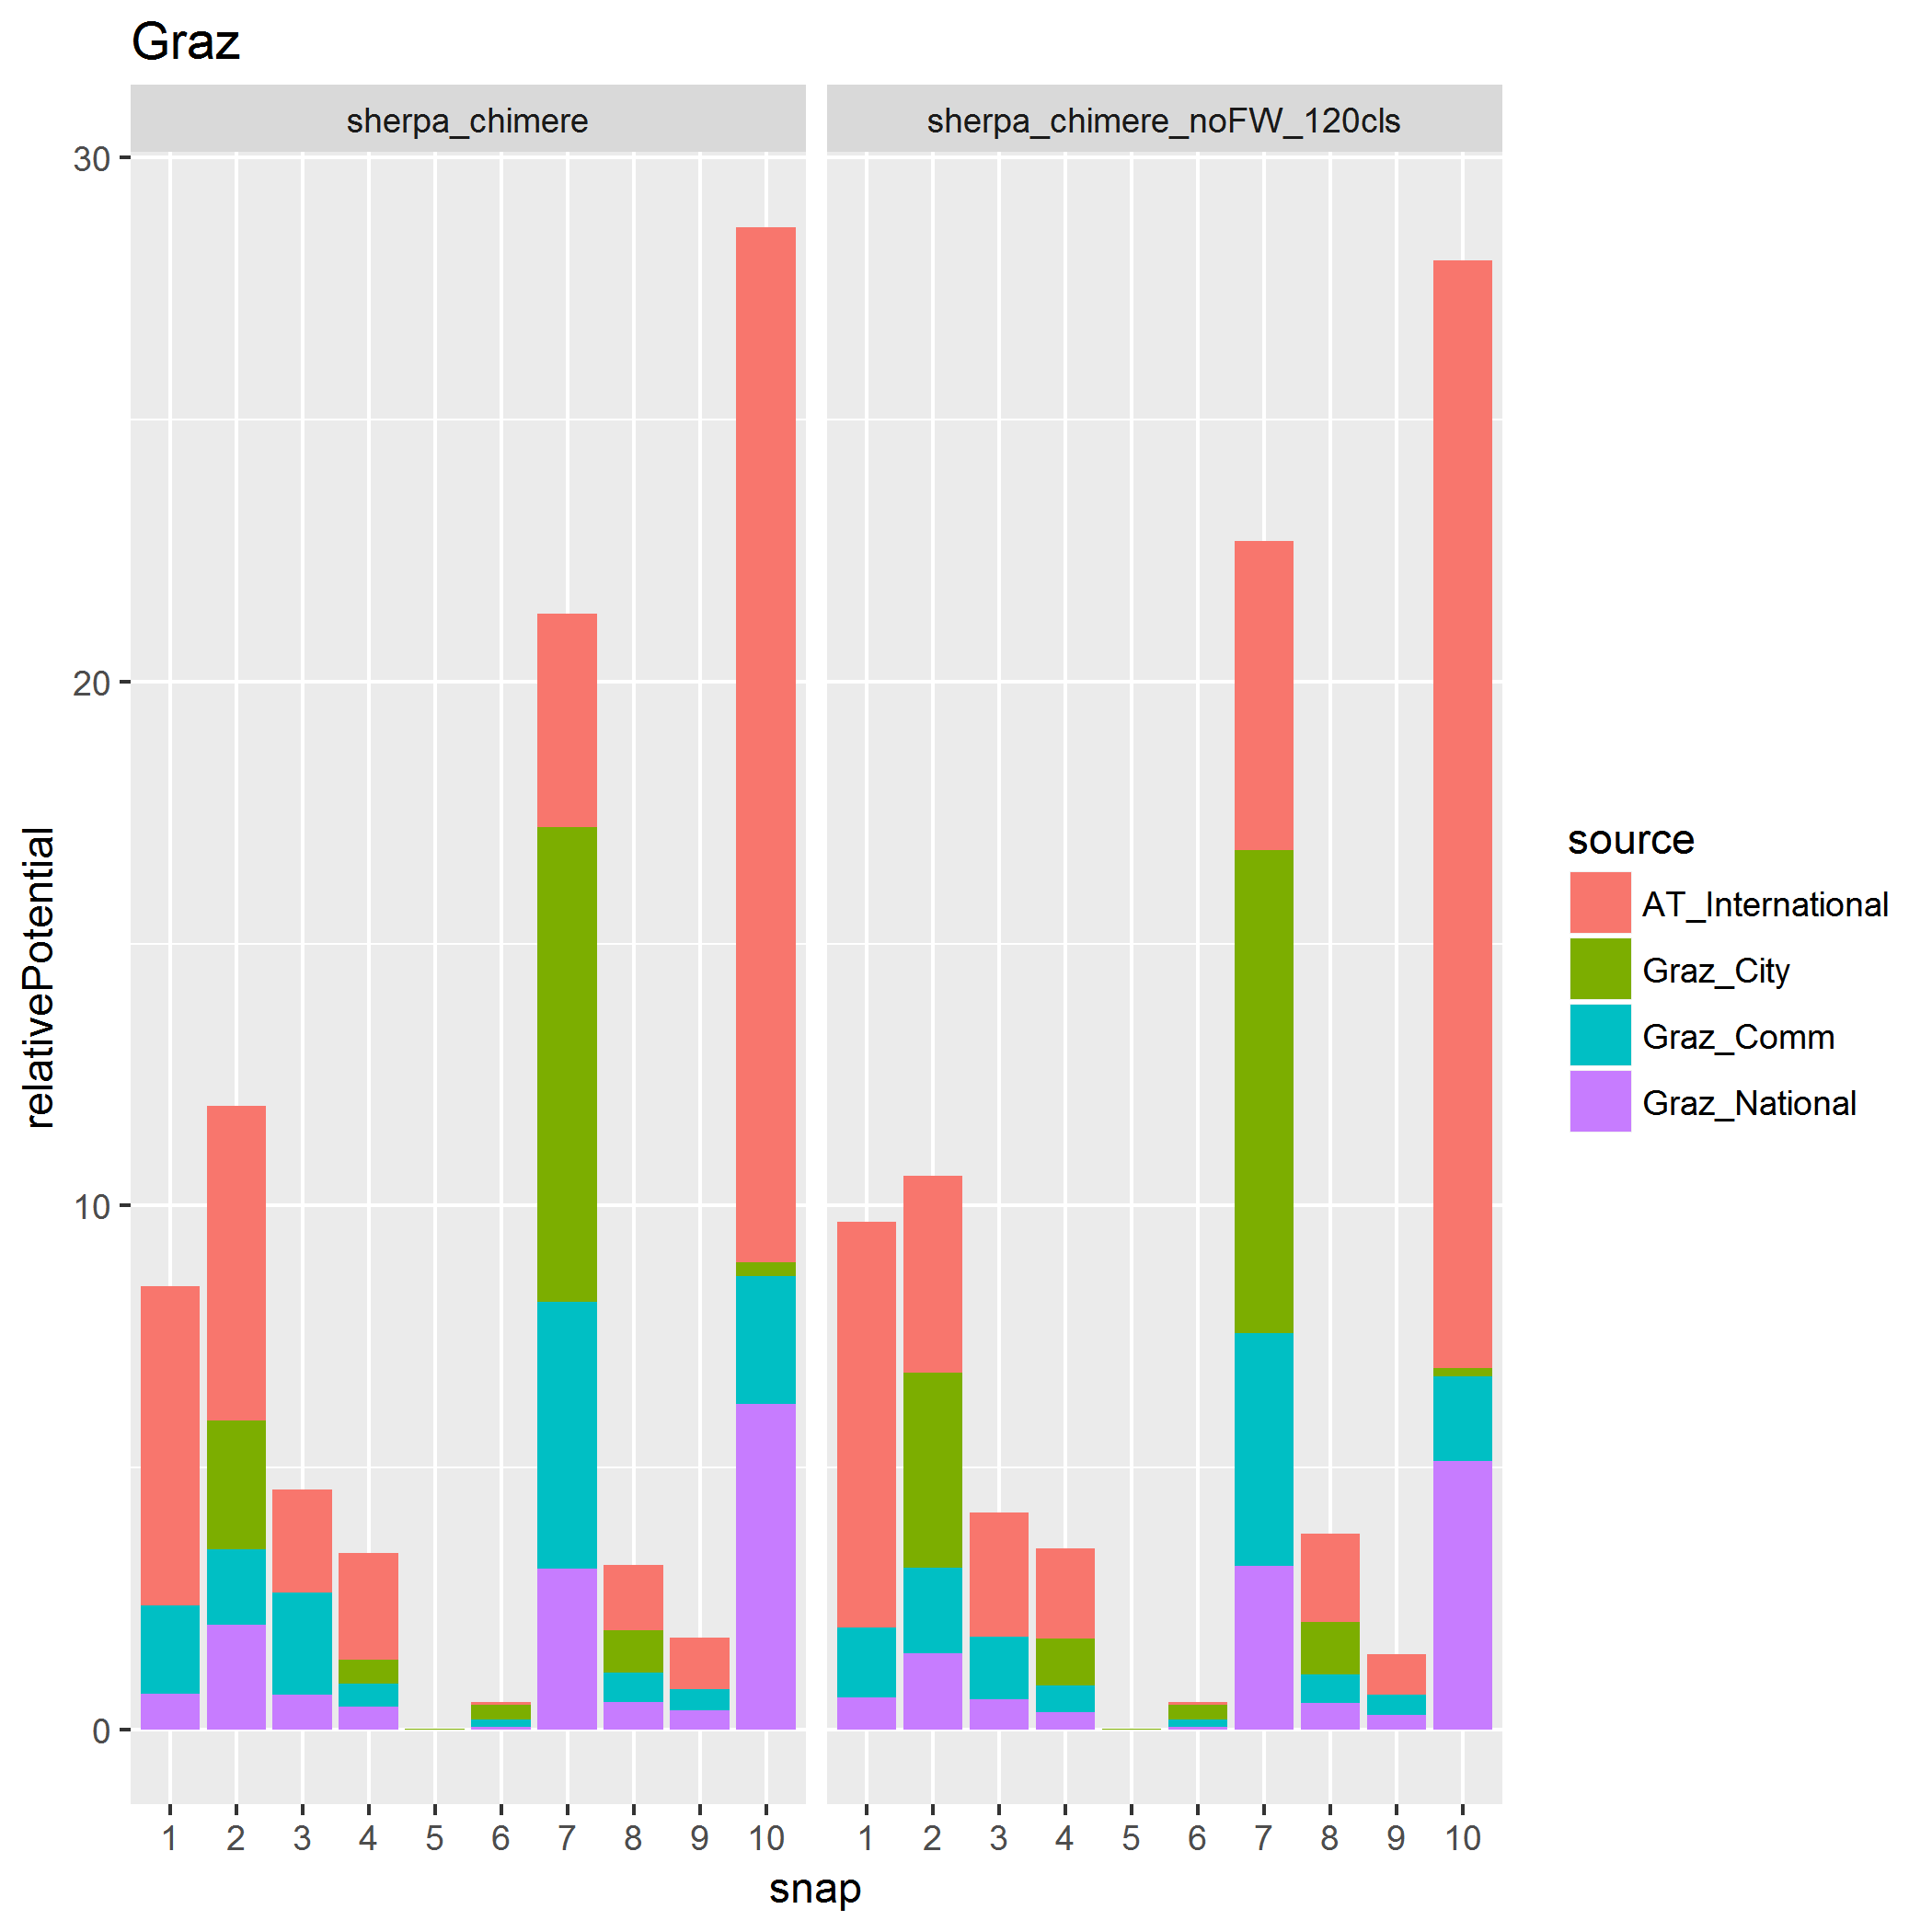 Graz
sherpa_chimere
sherpa_chimere_noFW_120cls
30
20
10
0
relativePotential
1 2 3 4 5 6 7 8 9 10
1 2 3 4 5 6 7 8 9 10
snap
source
AT_International
Graz_City
Graz_Comm
Graz_National